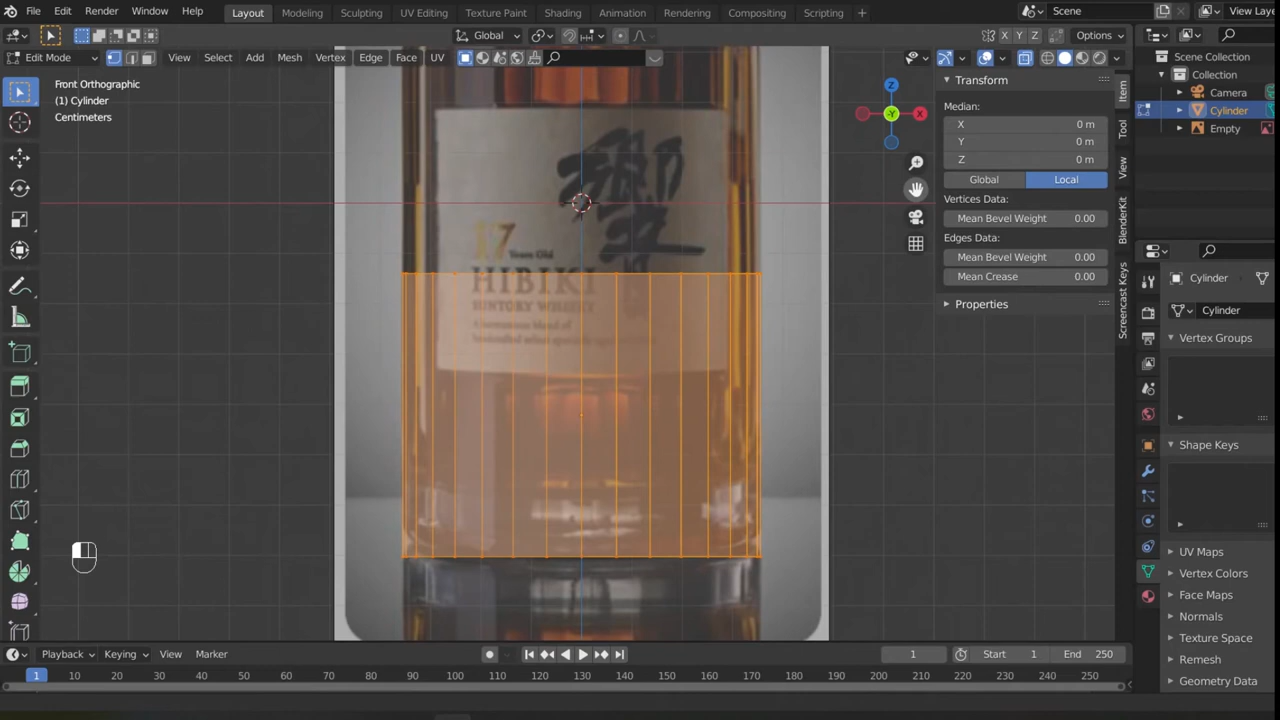 File Edit Render Window Help Layout Modeling Sculpting UV Editing Texture Paint Shading Animation Rendering Compositing Scripting Scene View Laye
Global X Y Z Options
Edit Mode View Select Add Mesh Vertex Edge Face UV
Front Orthographic
(1) Cylinder
Centimeters
Z
-Y
X
響
17 Years Old
HIBIKI
SUNTORY WHISKY
Transform
Median:
X 0 m
Y 0 m
Z 0 m
Global Local
Vertices Data:
Mean Bevel Weight 0.00
Edges Data:
Mean Bevel Weight 0.00
Mean Crease 0.00
Properties
Item
Tool
View
BlenderKit
Screencast Keys
Scene Collection
Collection
Camera
Cylinder
Empty
Cylinder
Cylinder
Vertex Groups
Shape Keys
UV Maps
Vertex Colors
Face Maps
Normals
Texture Space
Remesh
Geometry Data
Playback Keying View Marker 1 Start 1 End 250
1 10 20 30 40 50 60 70 80 90 100 110 120 130 140 150 160 170 180 190 200 210 220 230 240 250